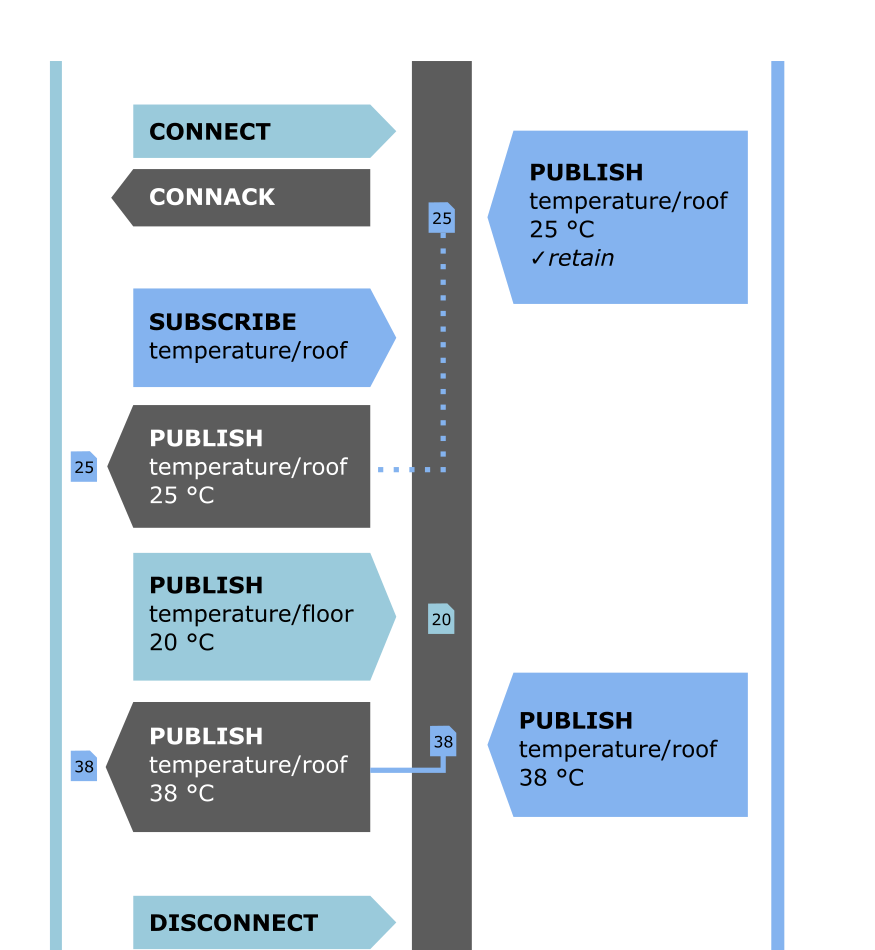 CONNECT
PUBLISH
temperature/roof
25 °C
✓retain
CONNACK
25
SUBSCRIBE
temperature/roof
PUBLISH
temperature/roof
25 °C
25
PUBLISH
temperature/floor
20 °C
20
PUBLISH
temperature/roof
38 °C
38
38
PUBLISH
temperature/roof
38 °C
DISCONNECT